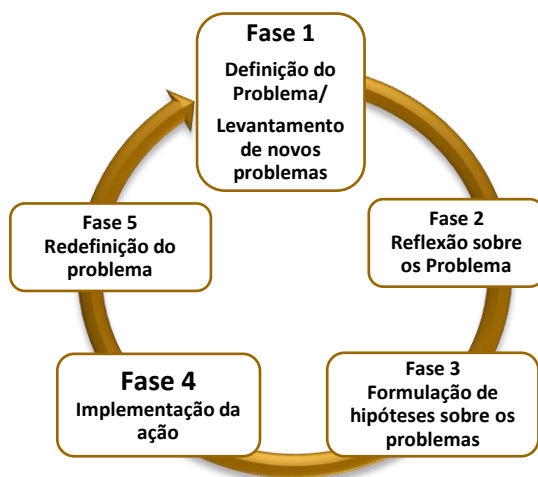 Fase 1
Definição do
Problema/
Levantamento
de novos
problemas
Fase 2
Reflexão sobre
os Problema
Fase 3
Formulação de
hipóteses sobre os
problemas
Fase 4
Implementação da
ação
Fase 5
Redefinição do
problema